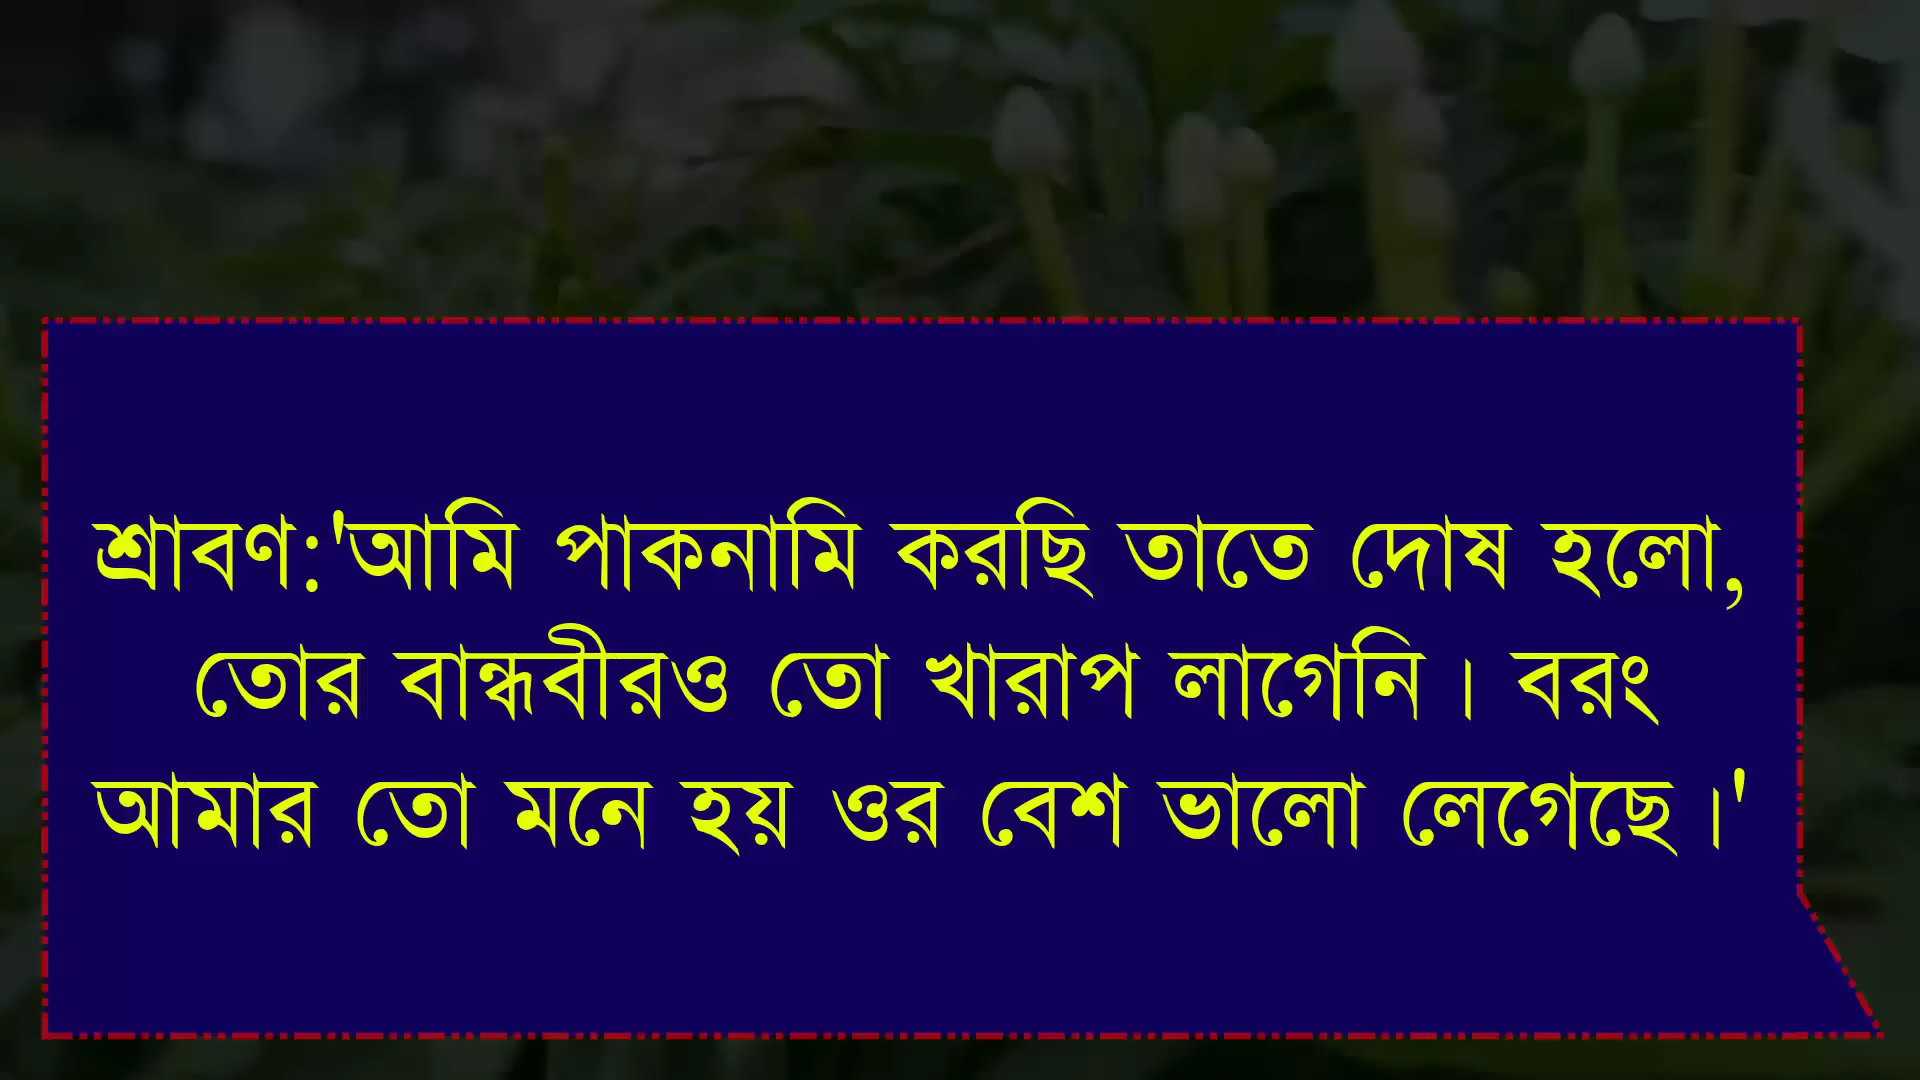 শ্রাবণ:'আমি পাকনামি করছি তাতে দোষ হলো,
তোর বান্ধবীরও তো খারাপ লাগেনি। বরং
আমার তো মনে হয় ওর বেশ ভালো লেগেছে।'